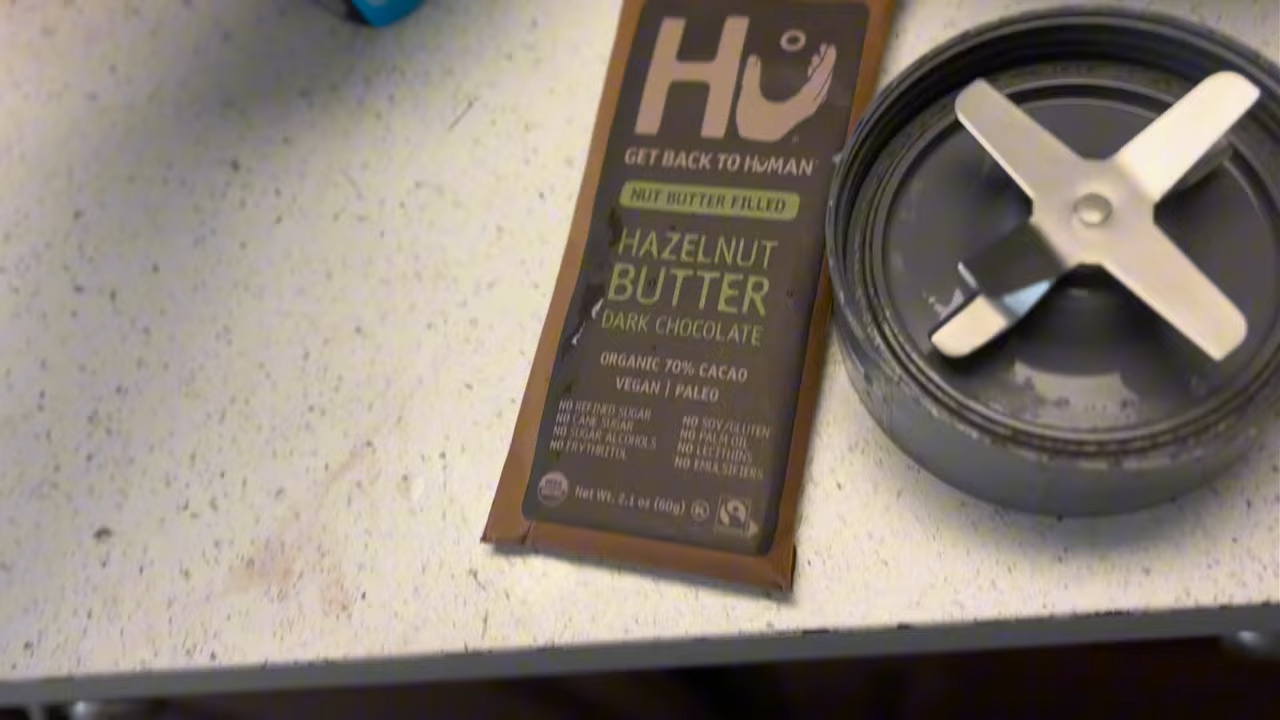 Hu
GET BACK TO HUMAN
NUT BUTTER FILLED
HAZELNUT
BUTTER
DARK CHOCOLATE
ORGANIC 70% CACAO
VEGAN | PALEO
NO REFINED SUGAR
NO CANE SUGAR
NO SUGAR ALCOHOLS
NO ERYTHRITOL
NO SOY/GLUTEN
NO PALM OIL
NO LECITHINS
NO EMULSIFIERS
Net Wt. 2.1 oz (60g)